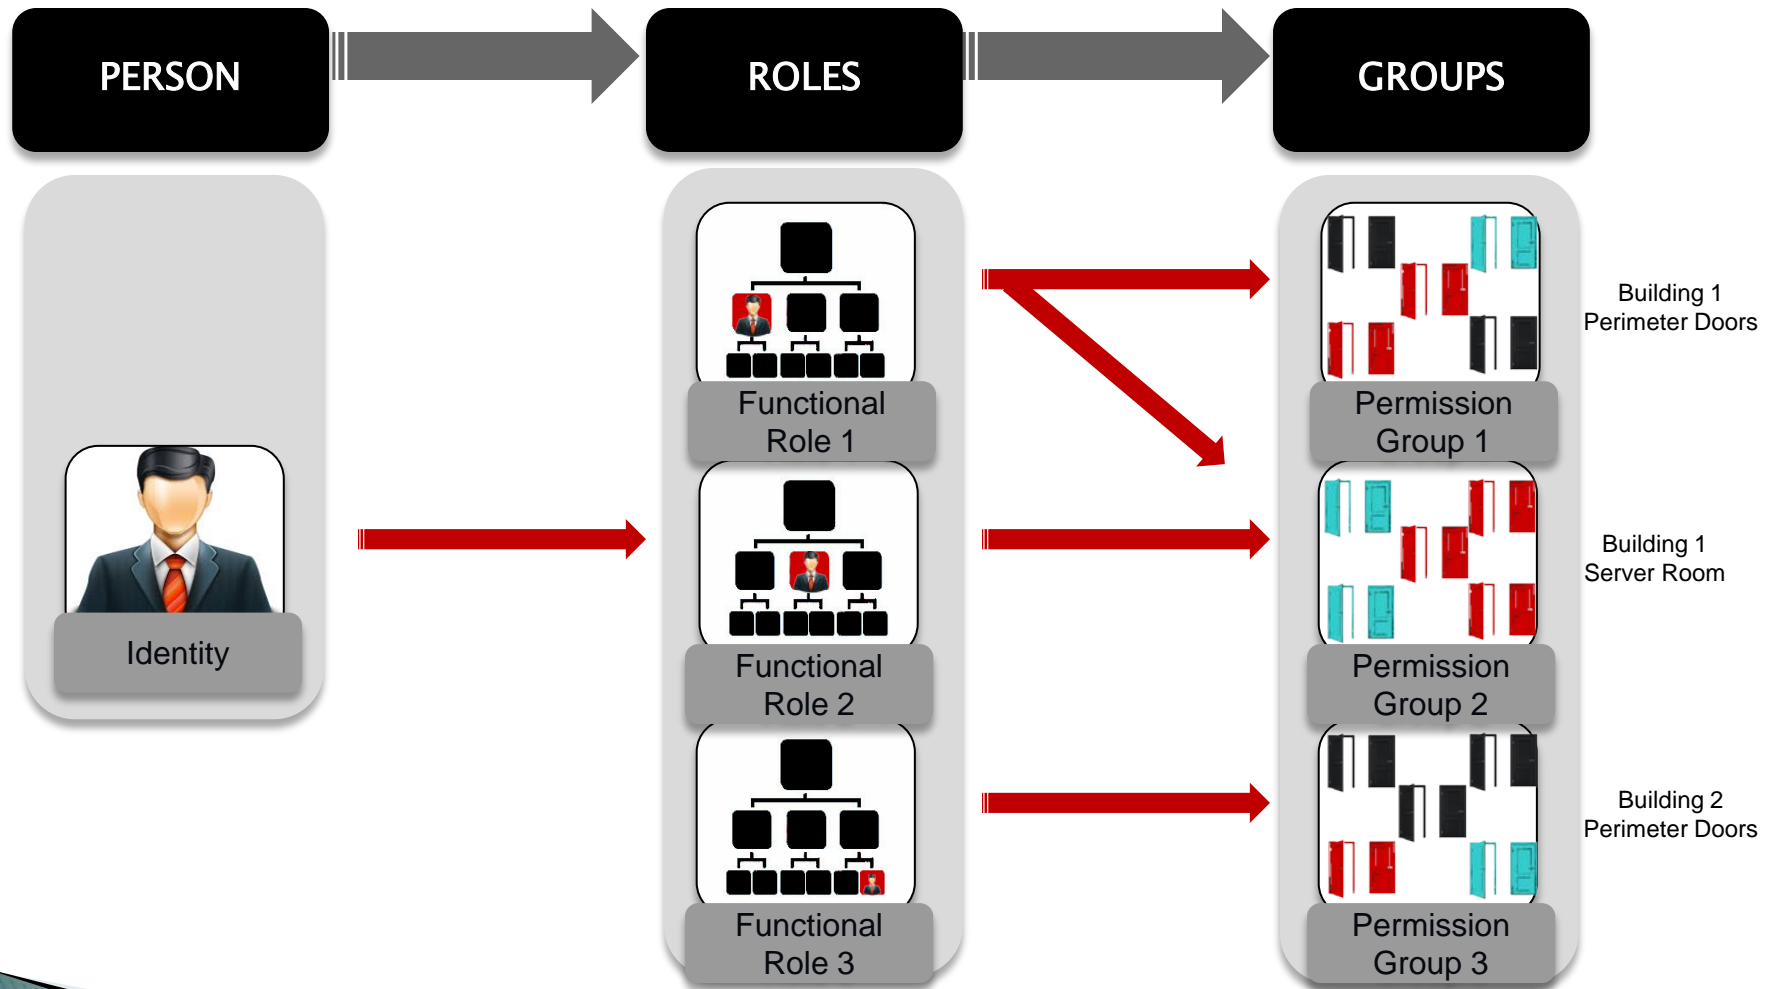 PERSON
ROLES
GROUPS
Building 1
Perimeter Doors
Functional
Role 1
Permission
Group 1
Building 1
Server Room
Identity
Functional
Role 2
Permission
Group 2
Building 2
Perimeter Doors
Functional
Role 3
Permission
Group 3